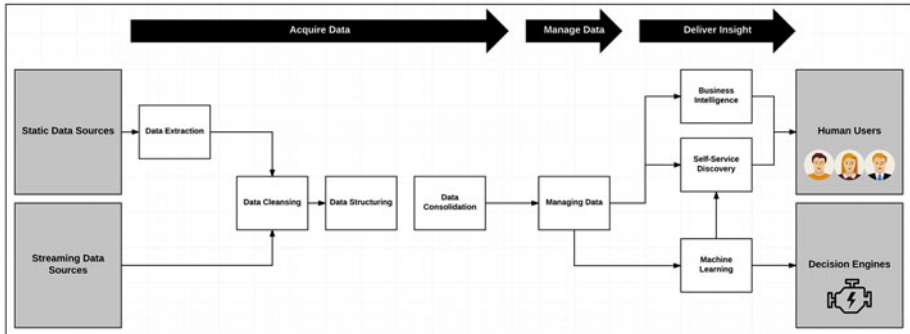 Acquire Data
Manage Data
Deliver Insight
Static Data Sources
Data Extraction
Business
Intelligence
Human Users
Self-Service
Discovery
Data Cleansing
Data Structuring
Data
Consolidation
Managing Data
Streaming Data
Sources
Machine
Learning
Decision Engines